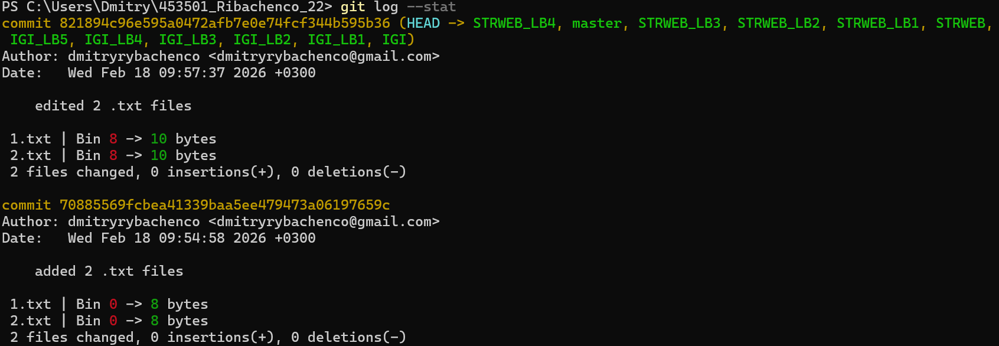 PS C:\Users\Dmitry\453501_Ribachenco_22> git log --stat
commit 821894c96e595a0472afb7e0e74fcf344b595b36 (HEAD -> STRWEB_LB4, master, STRWEB_LB3, STRWEB_LB2, STRWEB_LB1, STRWEB,
 IGI_LB5, IGI_LB4, IGI_LB3, IGI_LB2, IGI_LB1, IGI)
Author: dmitryrybachenco <dmitryrybachenco@gmail.com>
Date:   Wed Feb 18 09:57:37 2026 +0300
    edited 2 .txt files
 1.txt | Bin 8 -> 10 bytes
 2.txt | Bin 8 -> 10 bytes
 2 files changed, 0 insertions(+), 0 deletions(-)
commit 70885569fcbea41339baa5ee479473a06197659c
Author: dmitryrybachenco <dmitryrybachenco@gmail.com>
Date:   Wed Feb 18 09:54:58 2026 +0300
    added 2 .txt files
 1.txt | Bin 0 -> 8 bytes
 2.txt | Bin 0 -> 8 bytes
 2 files changed, 0 insertions(+), 0 deletions(-)